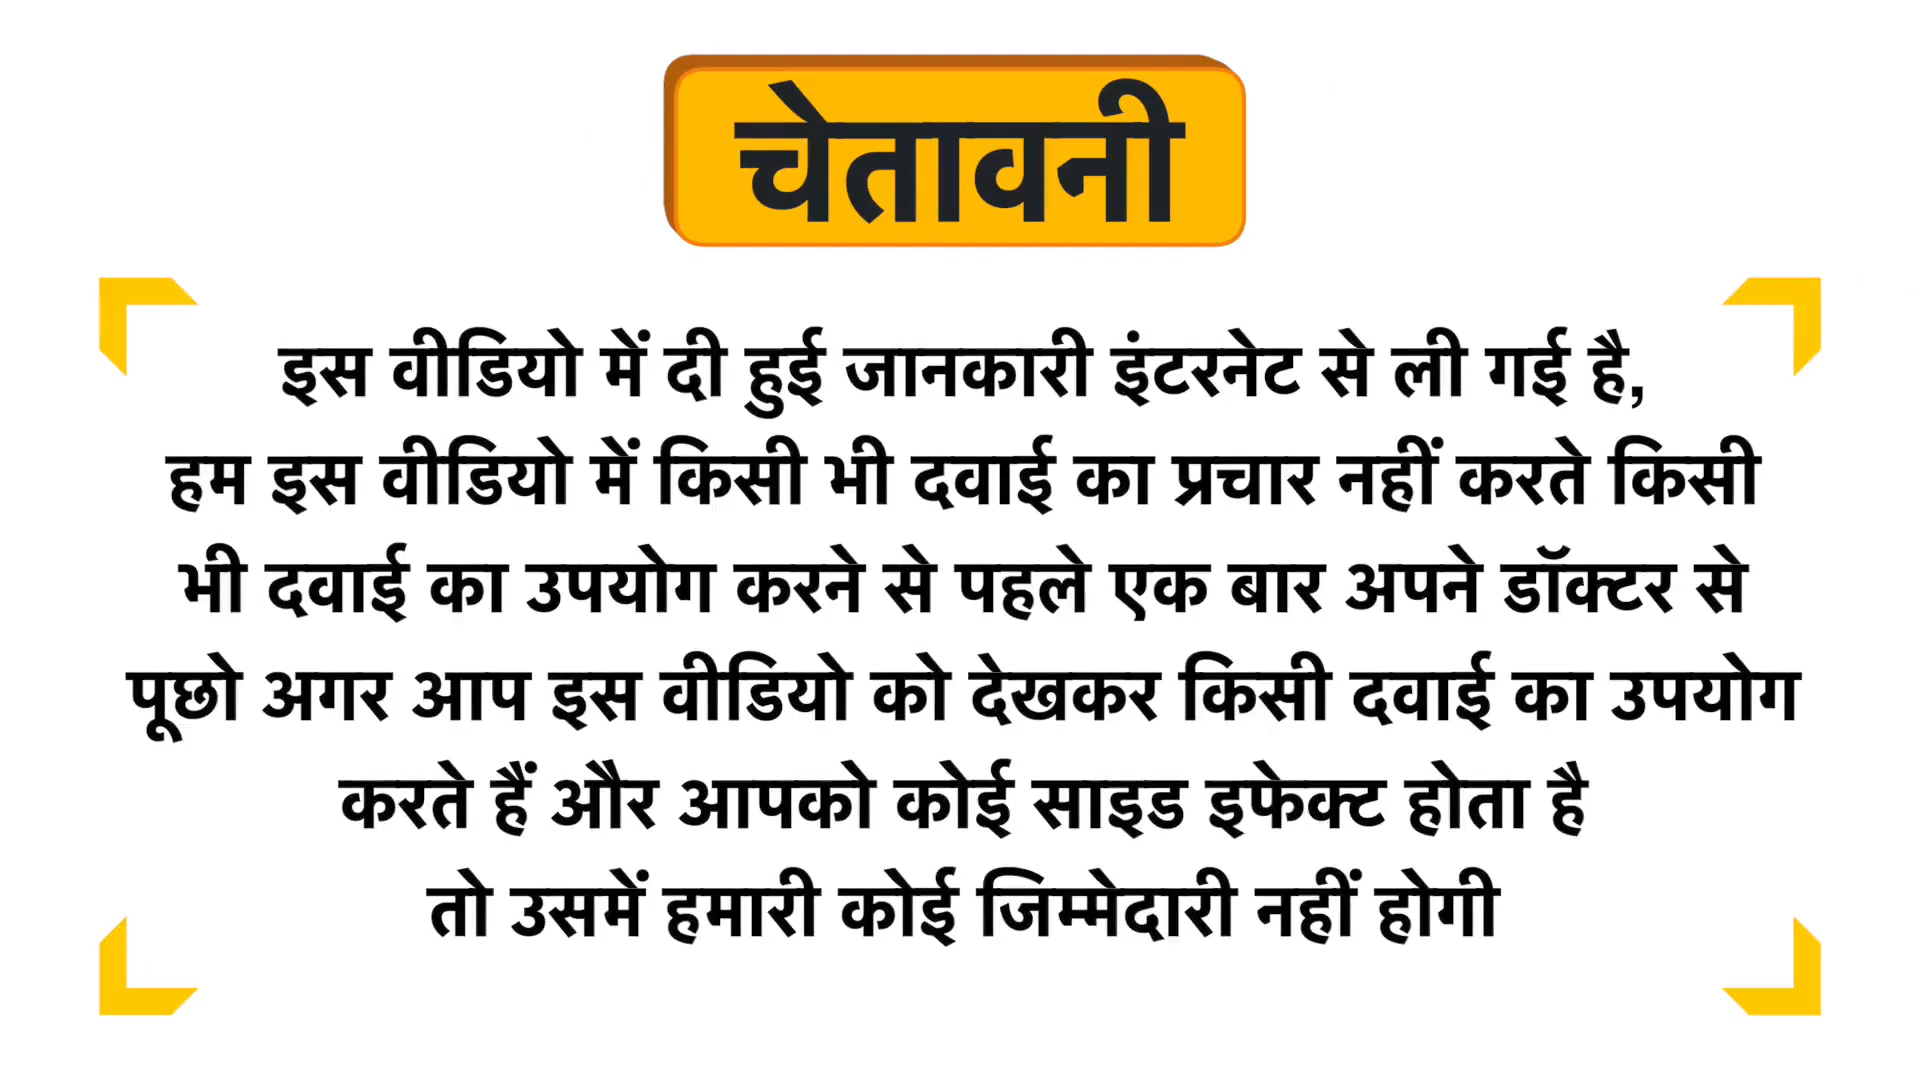 चेतावनी
इस वीडियो में दी हुई जानकारी इंटरनेट से ली गई है,
हम इस वीडियो में किसी भी दवाई का प्रचार नहीं करते किसी
भी दवाई का उपयोग करने से पहले एक बार अपने डॉक्टर से
पूछो अगर आप इस वीडियो को देखकर किसी दवाई का उपयोग
करते हैं और आपको कोई साइड इफेक्ट होता है
तो उसमें हमारी कोई जिम्मेदारी नहीं होगी